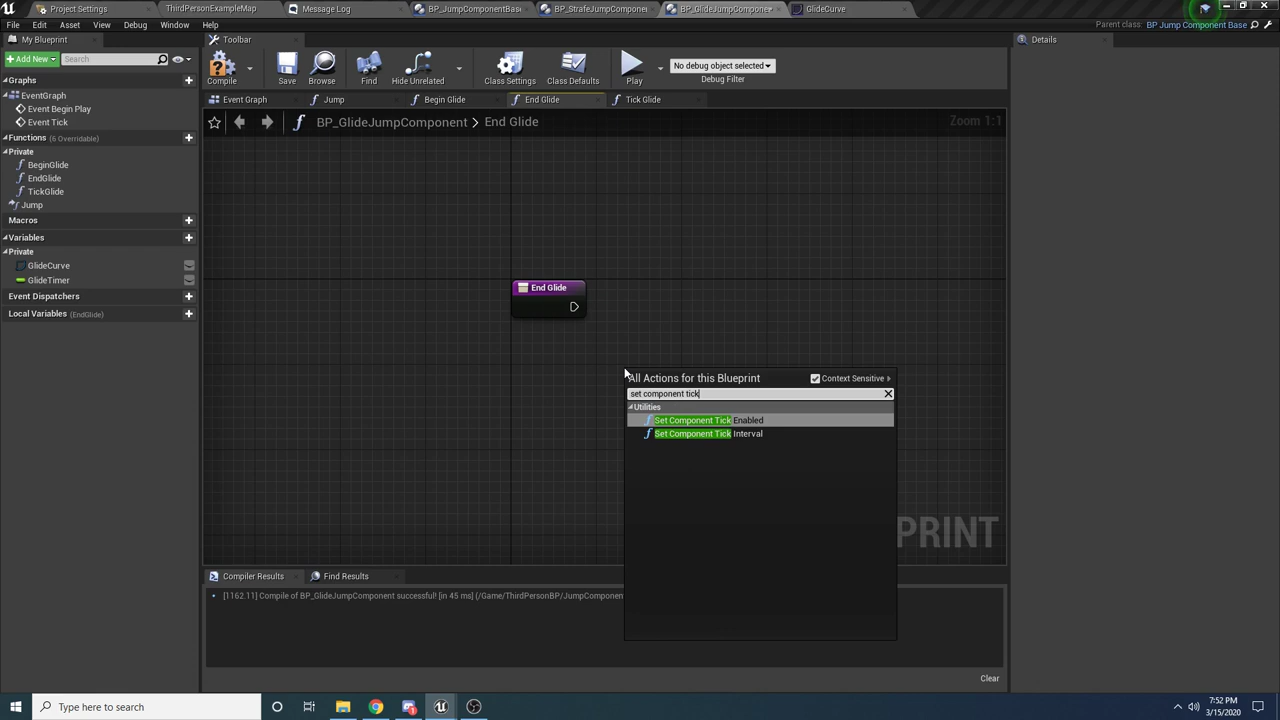 Project Settings
ThirdPersonExampleMap
Message Log
BP_JumpComponentBase
BP_StrafeJumpComponen
BP_GlideJumpComponen
GlideCurve
File
Edit
Asset
View
Debug
Window
Help
Parent class: BP Jump Component Base
My Blueprint
Toolbar
Details
Add New
Search
Compile
Save
Browse
Find
Hide Unrelated
Class Settings
Class Defaults
Play
No debug object selected
Debug Filter
Graphs
EventGraph
Event Begin Play
Event Tick
Functions (6 Overridable)
Private
BeginGlide
EndGlide
TickGlide
Jump
Macros
Variables
Private
GlideCurve
GlideTimer
Event Dispatchers
Local Variables (EndGlide)
Event Graph
Jump
Begin Glide
End Glide
Tick Glide
BP_GlideJumpComponent > End Glide
Zoom 1:1
End Glide
All Actions for this Blueprint
Context Sensitive
set component tick
Utilities
Set Component Tick Enabled
Set Component Tick Interval
PRINT
Compiler Results
Find Results
[1162.11] Compile of BP_GlideJumpComponent successful! [in 45 ms] (/Game/ThirdPersonBP/JumpComponen
Clear
Type here to search
7:52 PM
3/15/2020